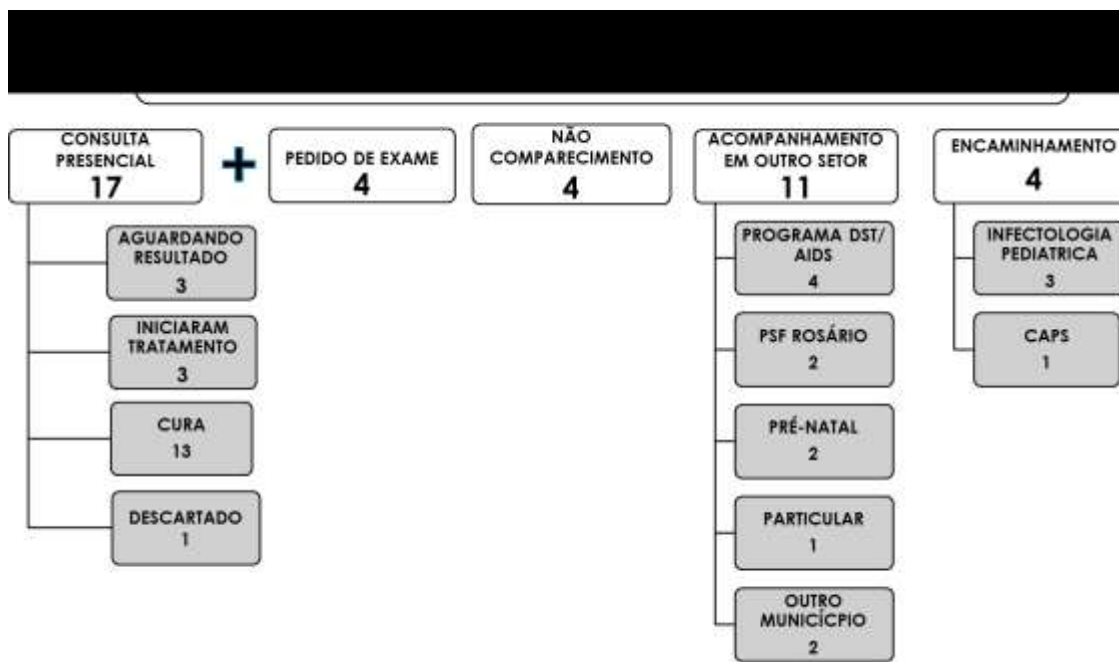 CONSULTA
PRESENCIAL
17
+
PEDIDO DE EXAME
4
NÃO
COMPARECIMENTO
4
ACOMPANHAMENTO
EM OUTRO SETOR
11
ENCAMINHAMENTO
4
AGUARDANDO
RESULTADO
3
INICIARAM
TRATAMENTO
3
CURA
13
DESCARTADO
1
PROGRAMA DST/
AIDS
4
PSF ROSÁRIO
2
PRÉ-NATAL
2
PARTICULAR
1
OUTRO
MUNICÍCPIO
2
INFECTOLOGIA
PEDIATRICA
3
CAPS
1